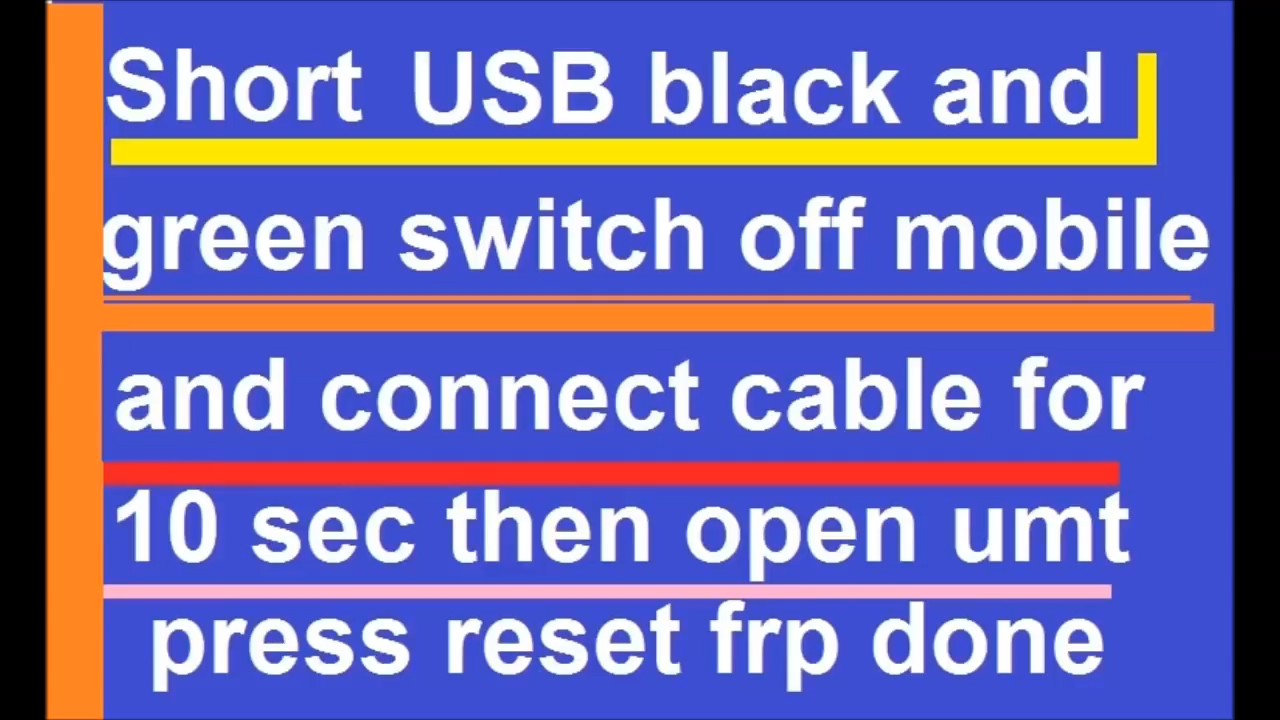 Short USB black and
green switch off mobile
and connect cable for
10 sec then open umt
press reset frp done